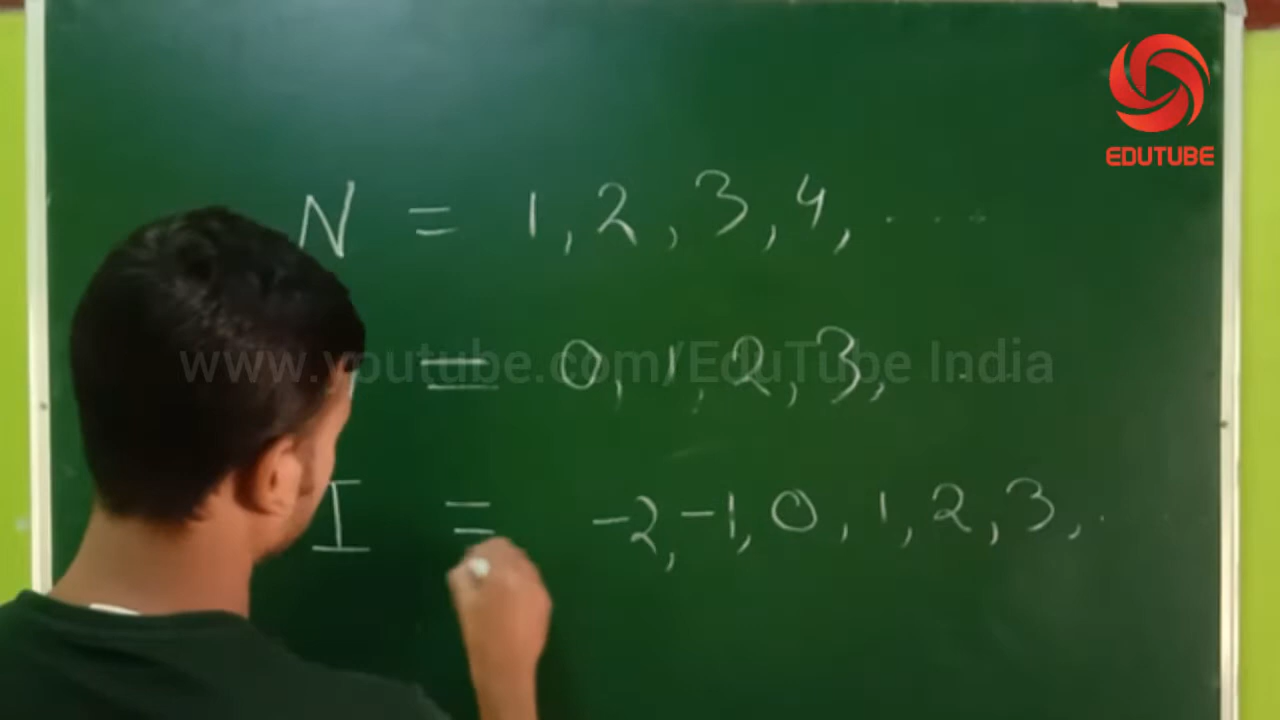 EDUTUBE
N = 1, 2, 3, 4, ....
= 0, 1, 2, 3, ...
www.youtube.com/EduTube India
I = -2, -1, 0, 1, 2, 3, .